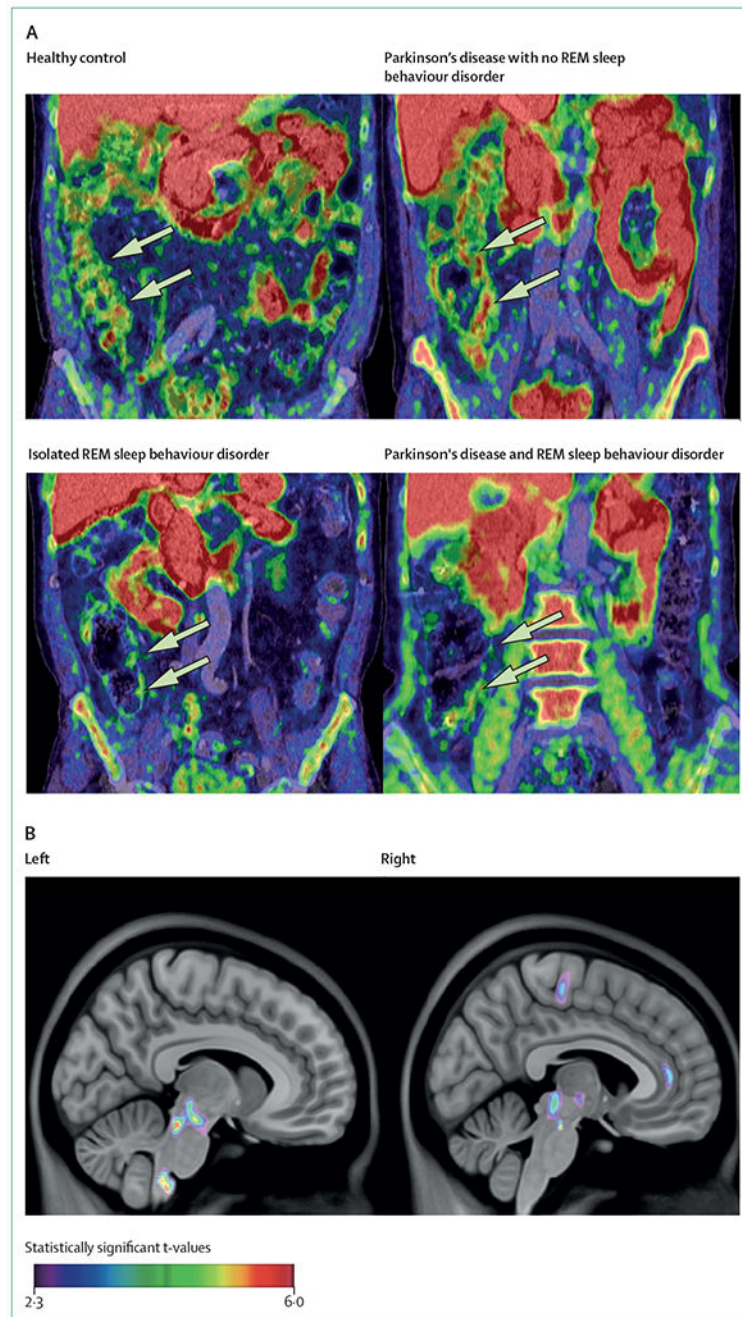 A
Healthy control
Parkinson's disease with no REM sleep
behaviour disorder
Isolated REM sleep behaviour disorder
Parkinson's disease and REM sleep behaviour disorder
B
Left
Right
Statistically significant t-values
2·3
6·0